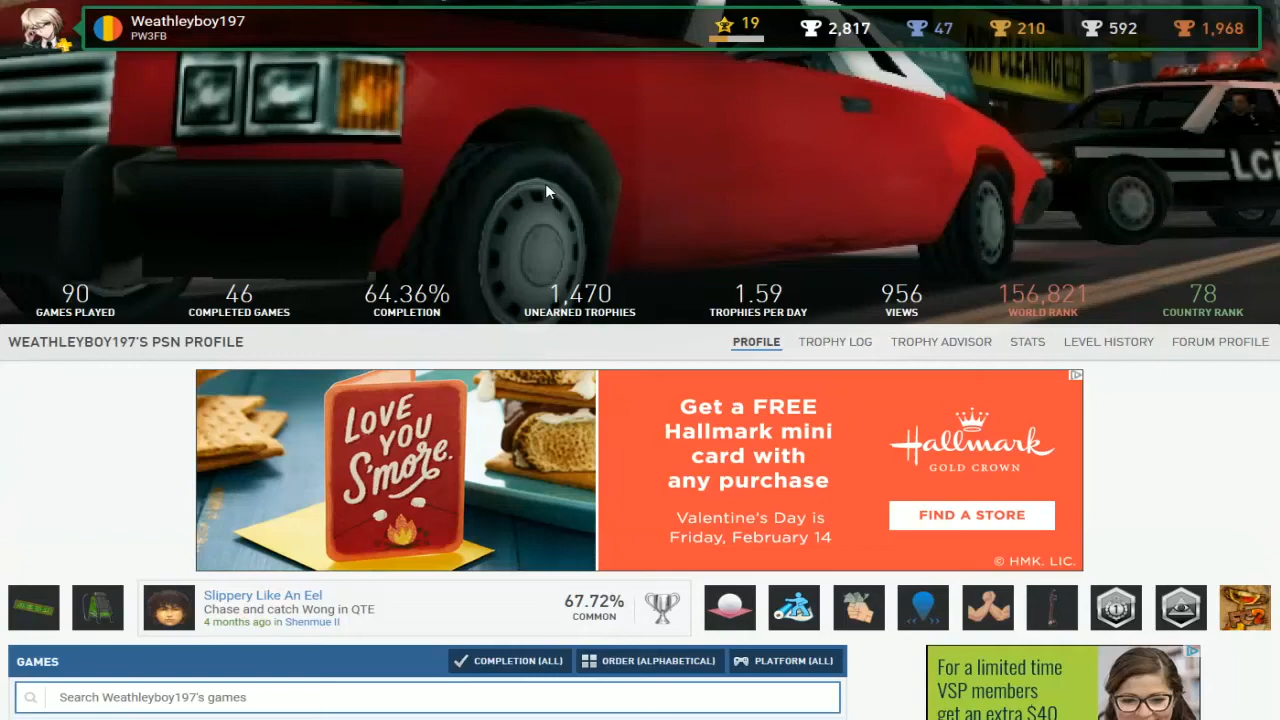 Weathleyboy197
PW3FB
19
2,817
47
210
592
1,968
DRY CLEANING
LC
90
GAMES PLAYED
46
COMPLETED GAMES
64.36%
COMPLETION
1,470
UNEARNED TROPHIES
1.59
TROPHIES PER DAY
956
VIEWS
156,821
WORLD RANK
78
COUNTRY RANK
WEATHLEYBOY197'S PSN PROFILE
PROFILE
TROPHY LOG
TROPHY ADVISOR
STATS
LEVEL HISTORY
FORUM PROFILE
LOVE
YOU
S'more.
Get a FREE
Hallmark mini
card with
any purchase
Valentine's Day is
Friday, February 14
Hallmark
GOLD CROWN
FIND A STORE
© HMK. LIC.
Slippery Like An Eel
Chase and catch Wong in QTE
4 months ago in Shenmue II
67.72%
COMMON
GAMES
COMPLETION (ALL)
ORDER (ALPHABETICAL)
PLATFORM (ALL)
Search Weathleyboy197's games
For a limited time
VSP members
get an extra $40